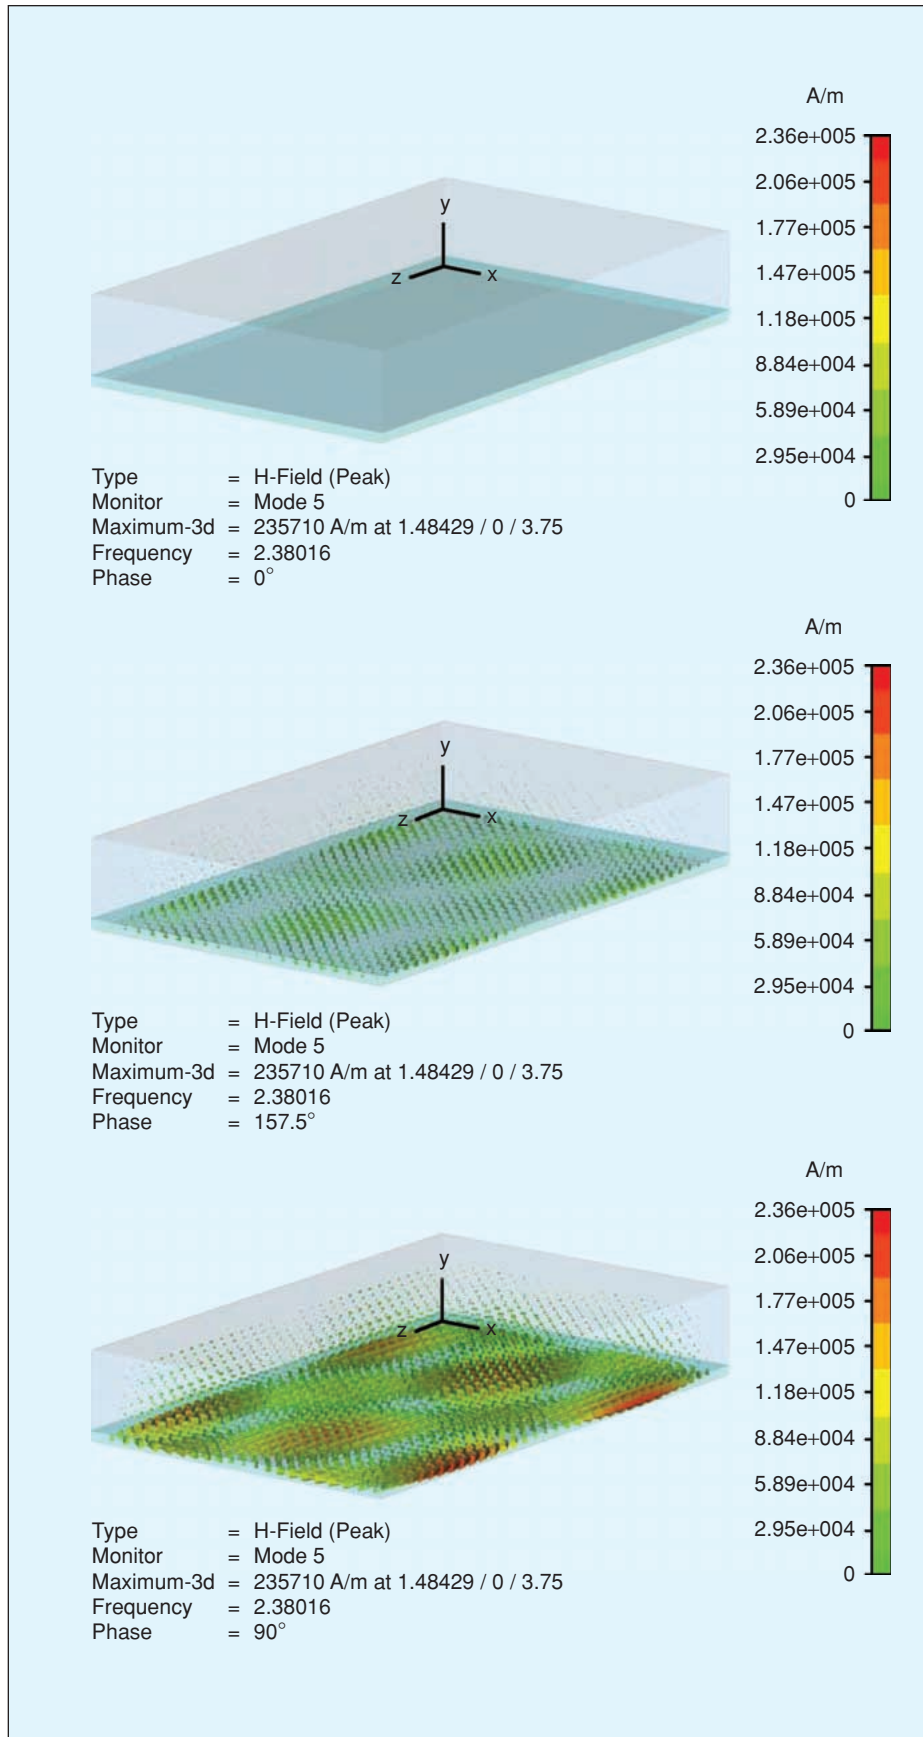 A/m
2.36e+005
2.06e+005
1.77e+005
1.47e+005
1.18e+005
8.84e+004
5.89e+004
2.95e+004
0
y
z
x
Type = H-Field (Peak)
Monitor = Mode 5
Maximum-3d = 235710 A/m at 1.48429 / 0 / 3.75
Frequency = 2.38016
Phase = 0°
A/m
2.36e+005
2.06e+005
1.77e+005
1.47e+005
1.18e+005
8.84e+004
5.89e+004
2.95e+004
0
y
z
x
Type = H-Field (Peak)
Monitor = Mode 5
Maximum-3d = 235710 A/m at 1.48429 / 0 / 3.75
Frequency = 2.38016
Phase = 157.5°
A/m
2.36e+005
2.06e+005
1.77e+005
1.47e+005
1.18e+005
8.84e+004
5.89e+004
2.95e+004
0
y
z
x
Type = H-Field (Peak)
Monitor = Mode 5
Maximum-3d = 235710 A/m at 1.48429 / 0 / 3.75
Frequency = 2.38016
Phase = 90°